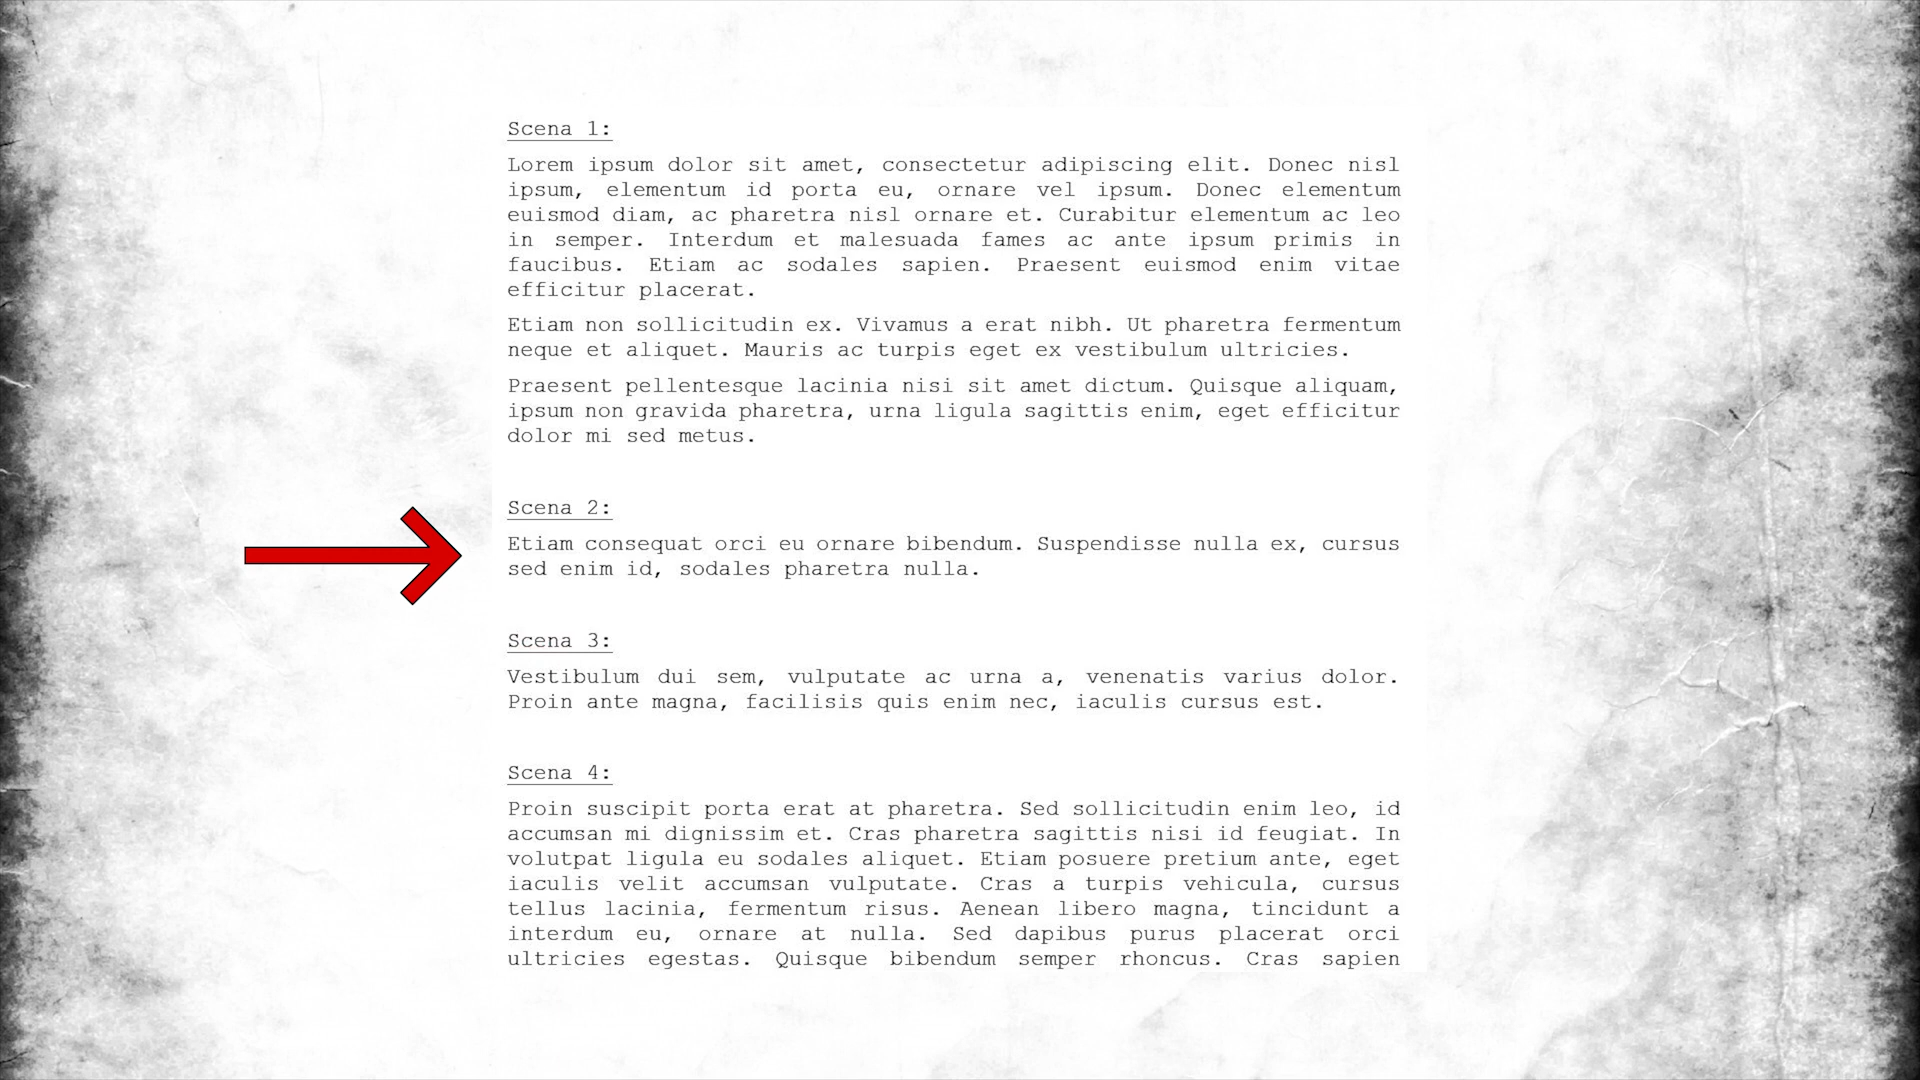 Scena 1:
Lorem ipsum dolor sit amet, consectetur adipiscing elit. Donec nisl
ipsum, elementum id porta eu, ornare vel ipsum. Donec elementum
euismod diam, ac pharetra nisl ornare et. Curabitur elementum ac leo
in semper. Interdum et malesuada fames ac ante ipsum primis in
faucibus. Etiam ac sodales sapien. Praesent euismod enim vitae
efficitur placerat.
Etiam non sollicitudin ex. Vivamus a erat nibh. Ut pharetra fermentum
neque et aliquet. Mauris ac turpis eget ex vestibulum ultricies.
Praesent pellentesque lacinia nisi sit amet dictum. Quisque aliquam,
ipsum non gravida pharetra, urna ligula sagittis enim, eget efficitur
dolor mi sed metus.
Scena 2:
Etiam consequat orci eu ornare bibendum. Suspendisse nulla ex, cursus
sed enim id, sodales pharetra nulla.
Scena 3:
Vestibulum dui sem, vulputate ac urna a, venenatis varius dolor.
Proin ante magna, facilisis quis enim nec, iaculis cursus est.
Scena 4:
Proin suscipit porta erat at pharetra. Sed sollicitudin enim leo, id
accumsan mi dignissim et. Cras pharetra sagittis nisi id feugiat. In
volutpat ligula eu sodales aliquet. Etiam posuere pretium ante, eget
iaculis velit accumsan vulputate. Cras a turpis vehicula, cursus
tellus lacinia, fermentum risus. Aenean libero magna, tincidunt a
interdum eu, ornare at nulla. Sed dapibus purus placerat orci
ultricies egestas. Quisque bibendum semper rhoncus. Cras sapien